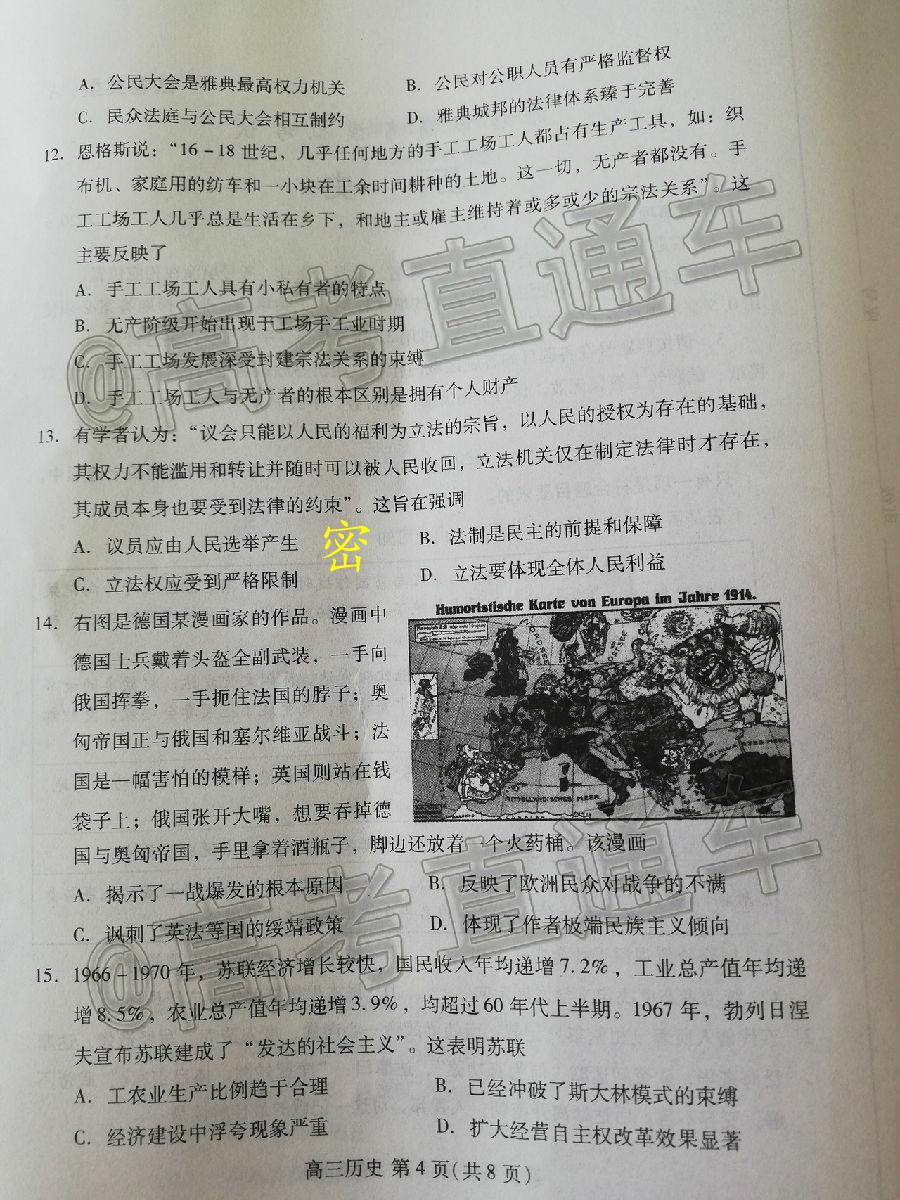 A. 公民大会是雅典最高权力机关 B. 公民对公职人员有严格监督权
C. 民众法庭与公民大会相互制约 D. 雅典城邦的法律体系臻于完善
12. 恩格斯说：“16－18 世纪，几乎任何地方的手工工场工人都占有生产工具，如：织
布机、家庭用的纺车和一小块在工余时间耕种的土地。这一切，无产者都没有。手
工工场工人几乎总是生活在乡下，和地主或雇主维持着或多或少的宗法关系”。这
主要反映了
A. 手工工场工人具有小私有者的特点
B. 无产阶级开始出现于工场手工业时期
C. 手工工场发展深受封建宗法关系的束缚
D. 手工工场工人与无产者的根本区别是拥有个人财产
13. 有学者认为：“议会只能以人民的福利为立法的宗旨，以人民的授权为存在的基础，
其权力不能滥用和转让并随时可以被人民收回，立法机关仅在制定法律时才存在，
其成员本身也要受到法律的约束”。这旨在强调
A. 议员应由人民选举产生 B. 法制是民主的前提和保障
密
C. 立法权应受到严格限制 D. 立法要体现全体人民利益
Humoristische Karte von Europa im Jahre 1914.
14. 右图是德国某漫画家的作品。漫画中
德国士兵戴着头盔全副武装，一手向
俄国挥拳，一手扼住法国的脖子；奥
匈帝国正与俄国和塞尔维亚战斗；法
国是一幅害怕的模样；英国则站在钱
袋子上；俄国张开大嘴，想要吞掉德
国与奥匈帝国，手里拿着酒瓶子，脚边还放着一个火药桶。该漫画
MITTELLANDISCHES MEER
A. 揭示了一战爆发的根本原因 B. 反映了欧洲民众对战争的不满
C. 讽刺了英法等国的绥靖政策 D. 体现了作者极端民族主义倾向
15. 1966－1970 年，苏联经济增长较快，国民收入年均递增 7.2%，工业总产值年均递
增 8.5%，农业总产值年均递增 3.9%，均超过 60 年代上半期。1967 年，勃列日涅
夫宣布苏联建成了“发达的社会主义”。这表明苏联
A. 工农业生产比例趋于合理 B. 已经冲破了斯大林模式的束缚
C. 经济建设中浮夸现象严重 D. 扩大经营自主权改革效果显著
高三历史 第 4 页(共 8 页)
@高考直通车
@高考直通车